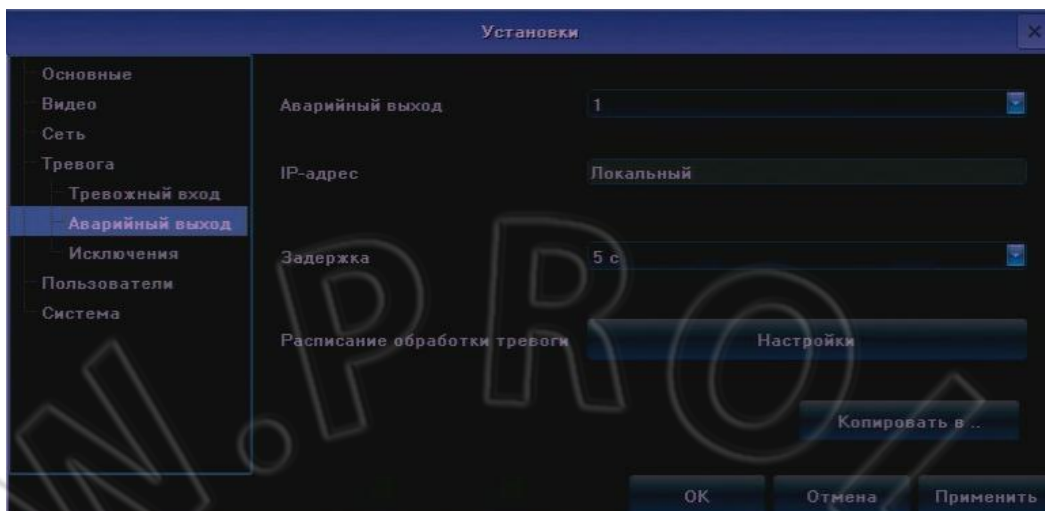 Установки
Основные
Видео
Сеть
Тревога
Тревожный вход
Аварийный выход
Исключения
Пользователи
Система
Аварийный выход 1
IP-адрес Локальный
Задержка 5 с
Расписание обработки тревоги Настройки
Копировать в ..
OK Отмена Применить
W.PRO